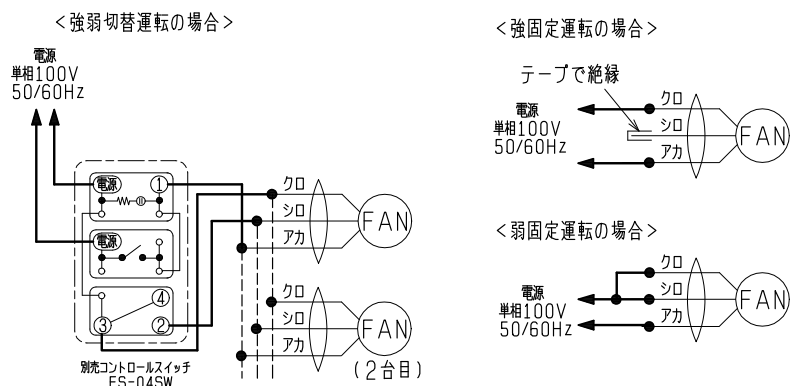 ＜強弱切替運転の場合＞
電源
単相100V
50/60Hz
電源
①
電源
④
③
②
別売コントロールスイッチ
FS-04SW
クロ
シロ
アカ
FAN
クロ
シロ
アカ
FAN
(2台目)
＜強固定運転の場合＞
テープで絶縁
電源
単相100V
50/60Hz
クロ
シロ
アカ
FAN
＜弱固定運転の場合＞
電源
単相100V
50/60Hz
クロ
シロ
アカ
FAN